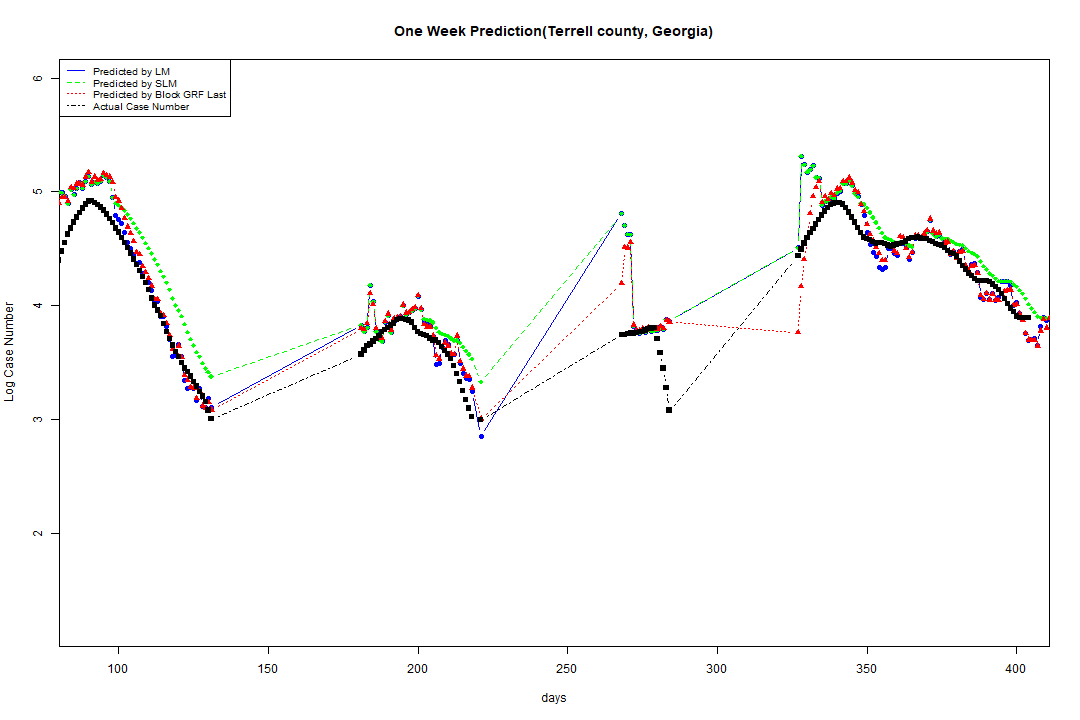 One Week Prediction(Terrell county, Georgia)
Predicted by LM
Predicted by SLM
Predicted by Block GRF Last
Actual Case Number
6
5
4
3
2
Log Case Number
100 150 200 250 300 350 400
days